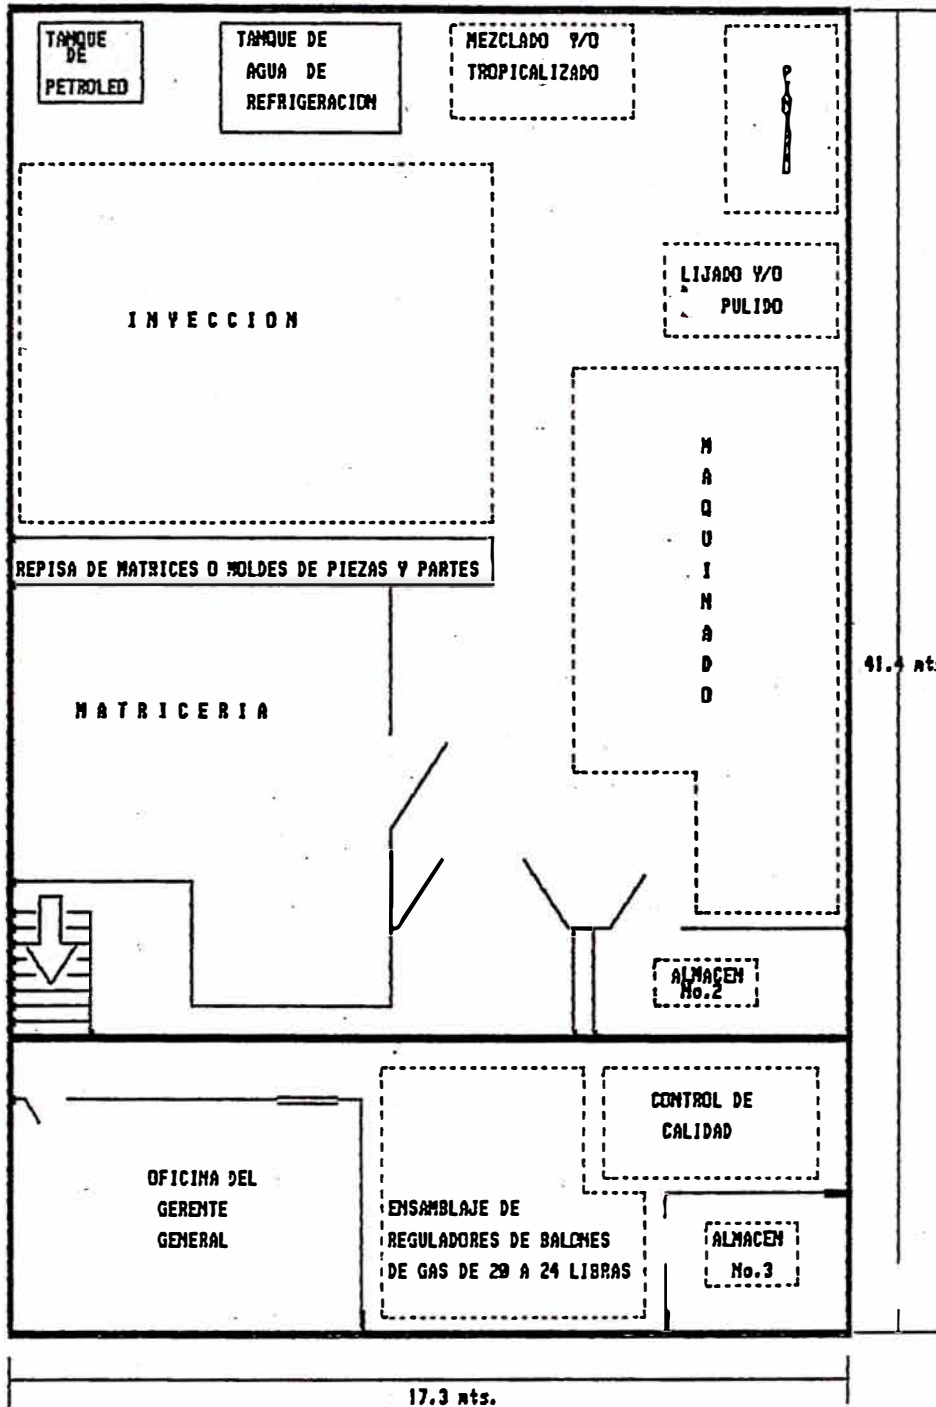 TANQUE
DE
PETROLEO
TANQUE DE
AGUA DE
REFRIGERACION
MEZCLADO Y/O
TROPICALIZADO
LIJADO Y/O
PULIDO
INYECCION
MAQUINADO
REPISA DE MATRICES O MOLDES DE PIEZAS Y PARTES
41.4 mts
MATRICERIA
ALMACEN
No.2
CONTROL DE
CALIDAD
OFICINA DEL
GERENTE
GENERAL
ENSAMBLAJE DE
REGULADORES DE BALONES
DE GAS DE 20 A 24 LIBRAS
ALMACEN
No.3
17.3 mts.